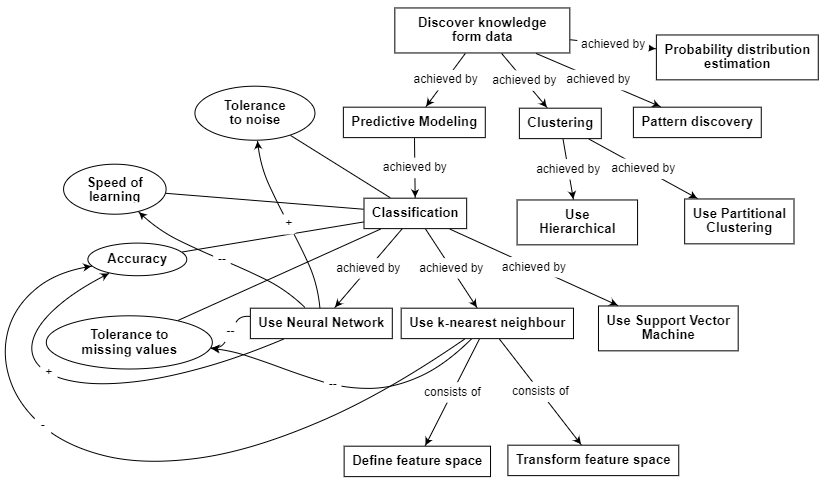 Discover knowledge
form data
achieved by
Probability distribution
estimation
achieved by
achieved by
achieved by
Tolerance
to noise
Predictive Modeling
Clustering
Pattern discovery
achieved by
achieved by
achieved by
Speed of
learning
Classification
Use
Hierarchical
Use Partitional
Clustering
+
Accuracy
--
achieved by
achieved by
achieved by
Tolerance to
missing values
--
Use Neural Network
Use k-nearest neighbour
Use Support Vector
Machine
+
--
consists of
consists of
-
Define feature space
Transform feature space